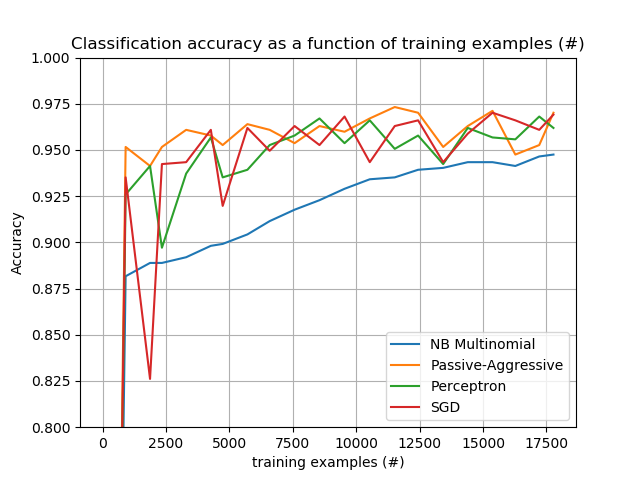 Classification accuracy as a function of training examples (#)
1.000
0.975
0.950
0.925
0.900
0.875
0.850
0.825
0.800
Accuracy
NB Multinomial
Passive-Aggressive
Perceptron
SGD
0 2500 5000 7500 10000 12500 15000 17500
training examples (#)